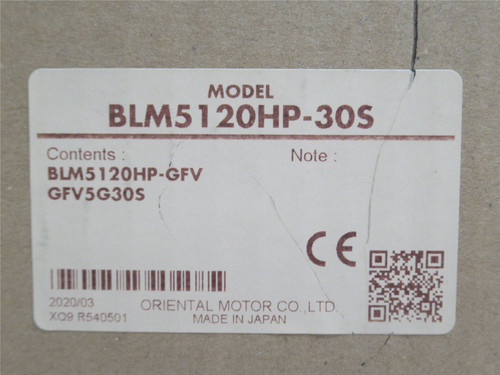 MODEL
BLM5120HP-30S
Contents : Note :
BLM5120HP-GFV
GFV5G30S
CE
2020/03 ORIENTAL MOTOR CO.,LTD.
XQ9 R540501 MADE IN JAPAN